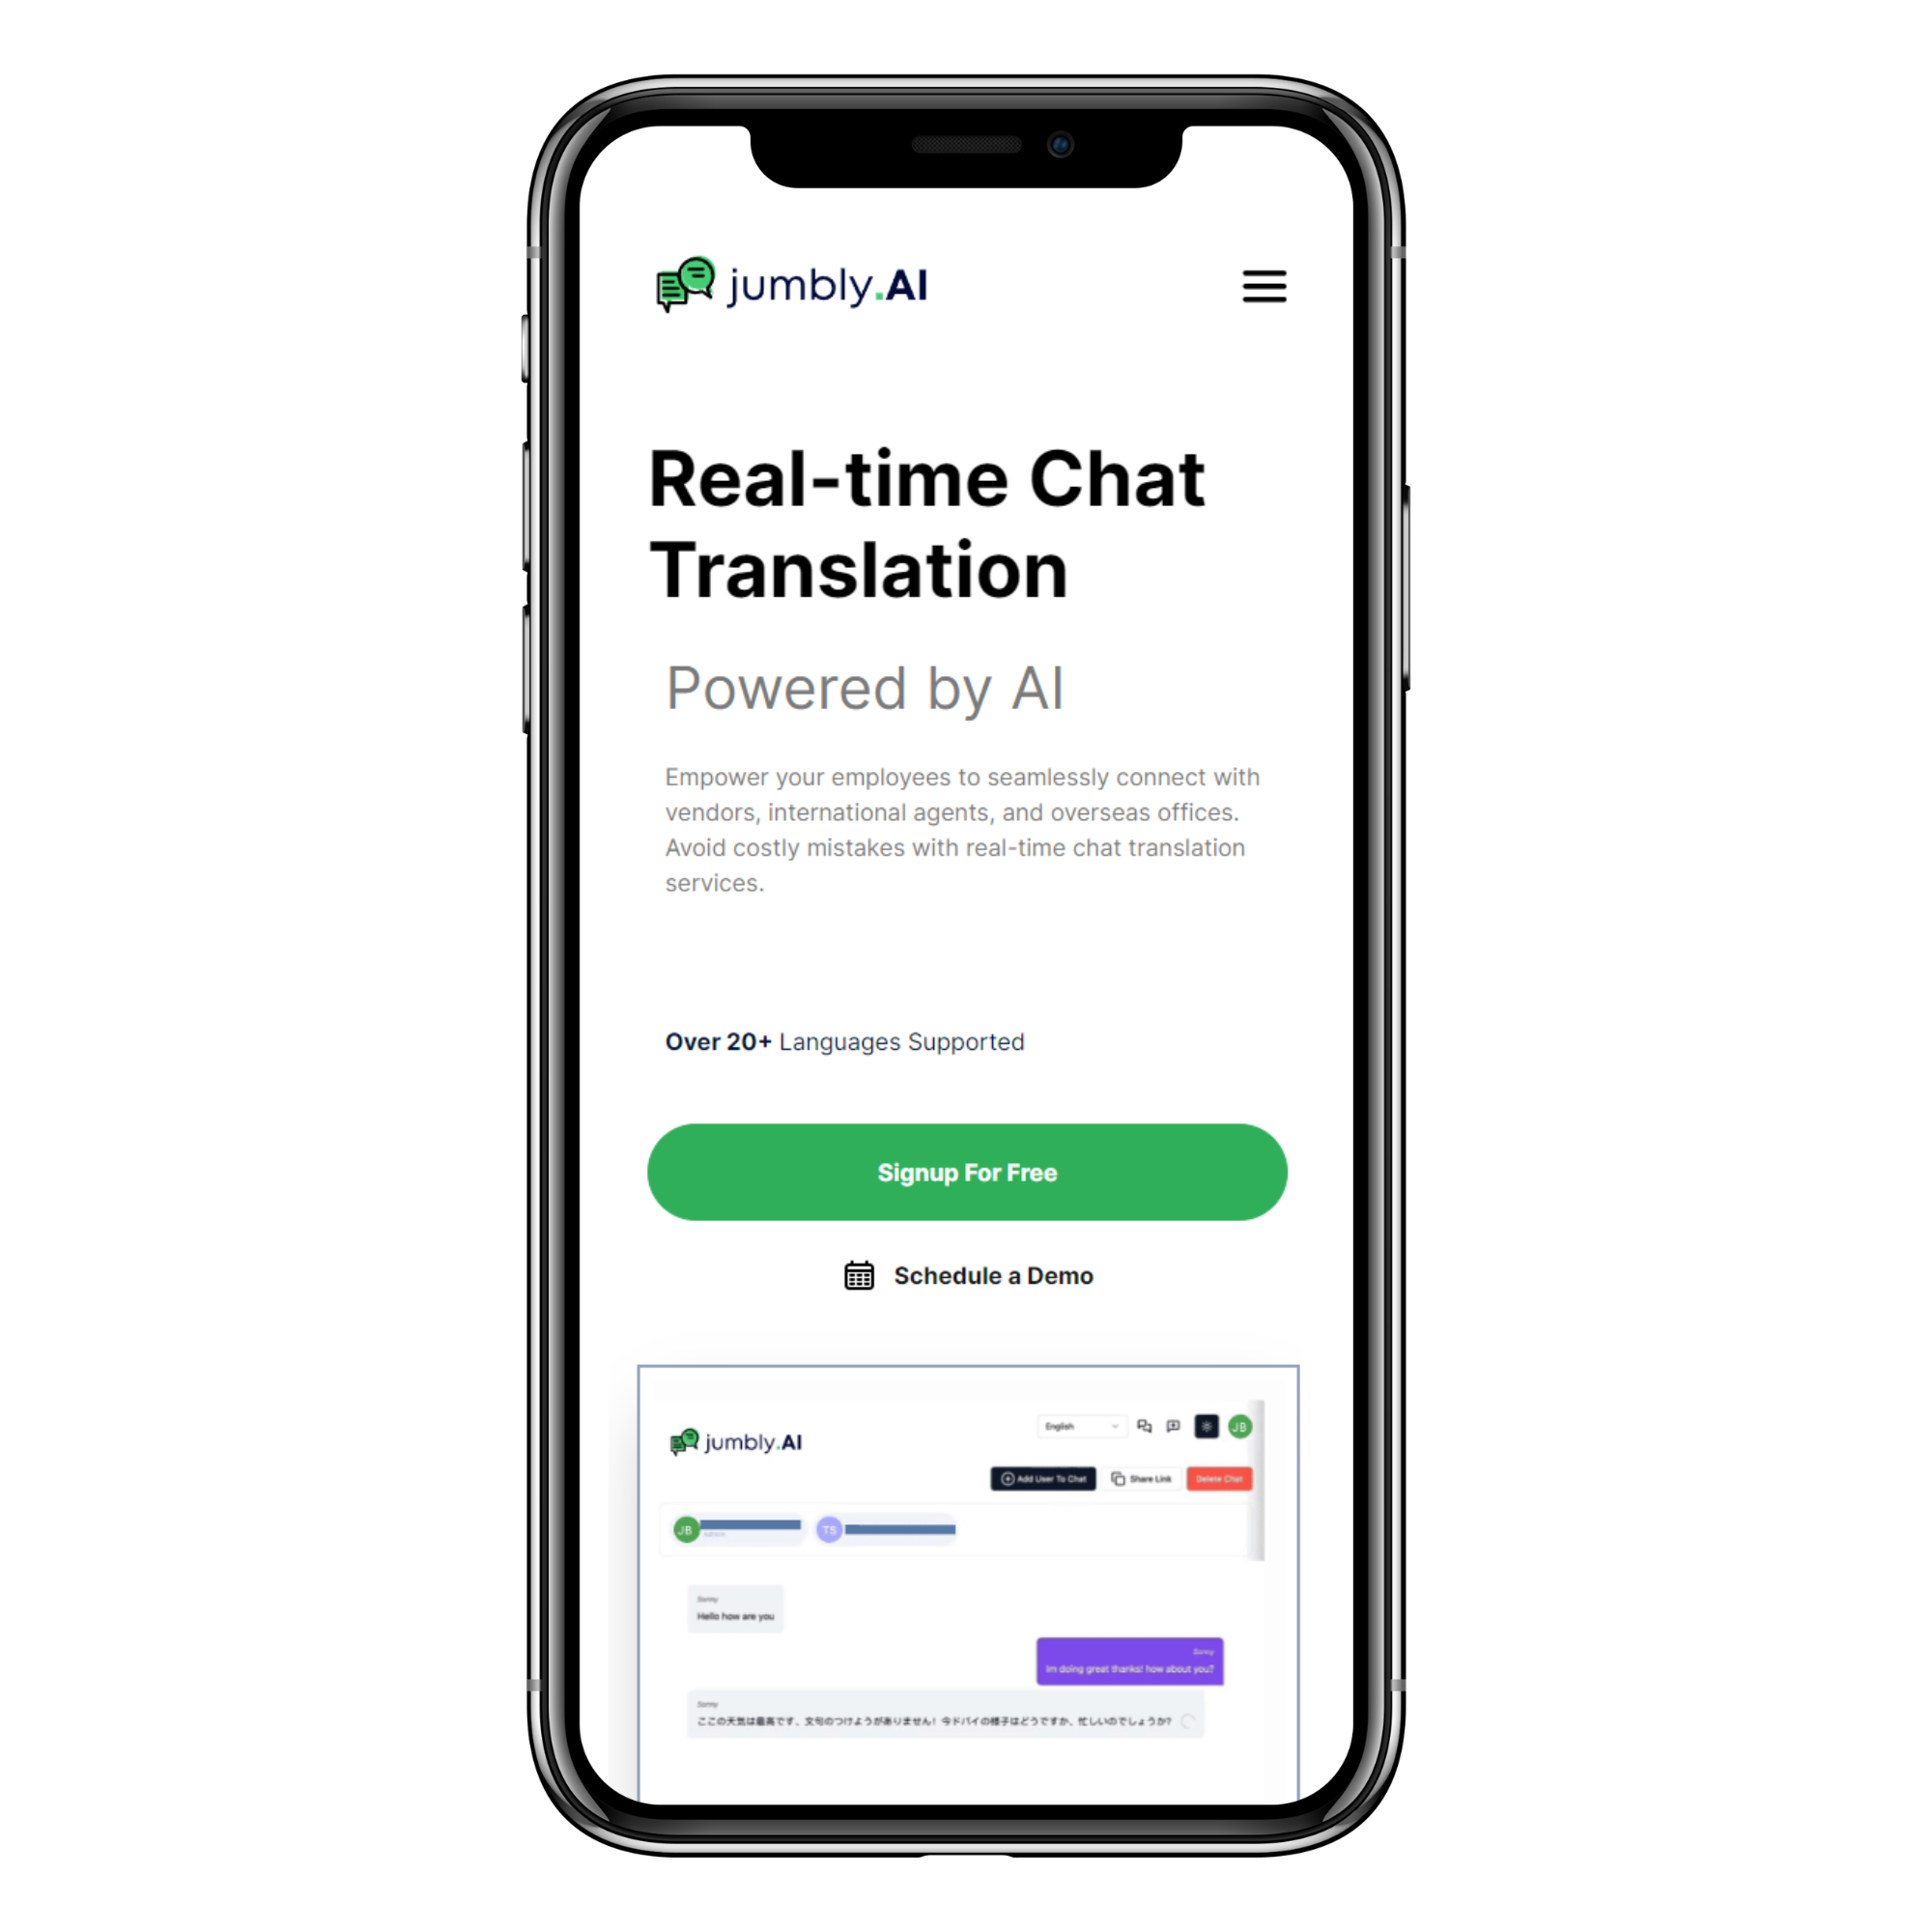 jumbly.AI
Real-time Chat
Translation
Powered by AI
Empower your employees to seamlessly connect with
vendors, international agents, and overseas offices.
Avoid costly mistakes with real-time chat translation
services.
Over 20+ Languages Supported
Signup For Free
Schedule a Demo
jumbly.AI
English
JB
Add User To Chat
Share Link
Delete Chat
JB
TS
Sonny
Hello how are you
Sonny
Im doing great thanks! how about you?
Sonny
ここの天気は最高です、文句のつけようがありません！今ドバイの様子はどうですか、忙しいのでしょうか？